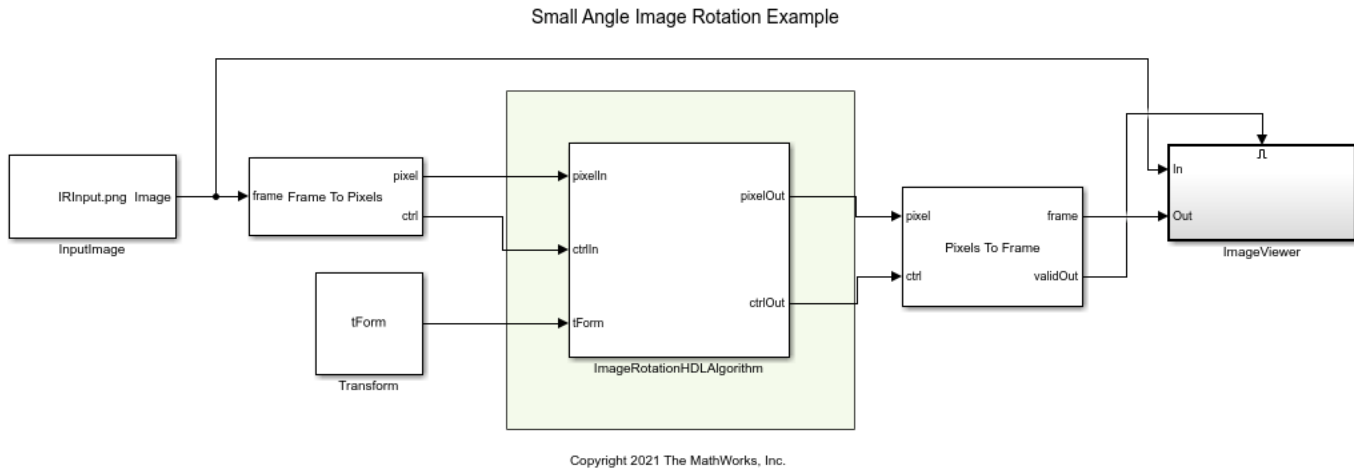 Small Angle Image Rotation Example
IRInput.png Image
InputImage
frame Frame To Pixels
pixel
ctrl
tForm
Transform
pixelIn
ctrlIn
tForm
pixelOut
ctrlOut
ImageRotationHDLAlgorithm
pixel
ctrl
Pixels To Frame
frame
validOut
In
Out
ImageViewer
Copyright 2021 The MathWorks, Inc.